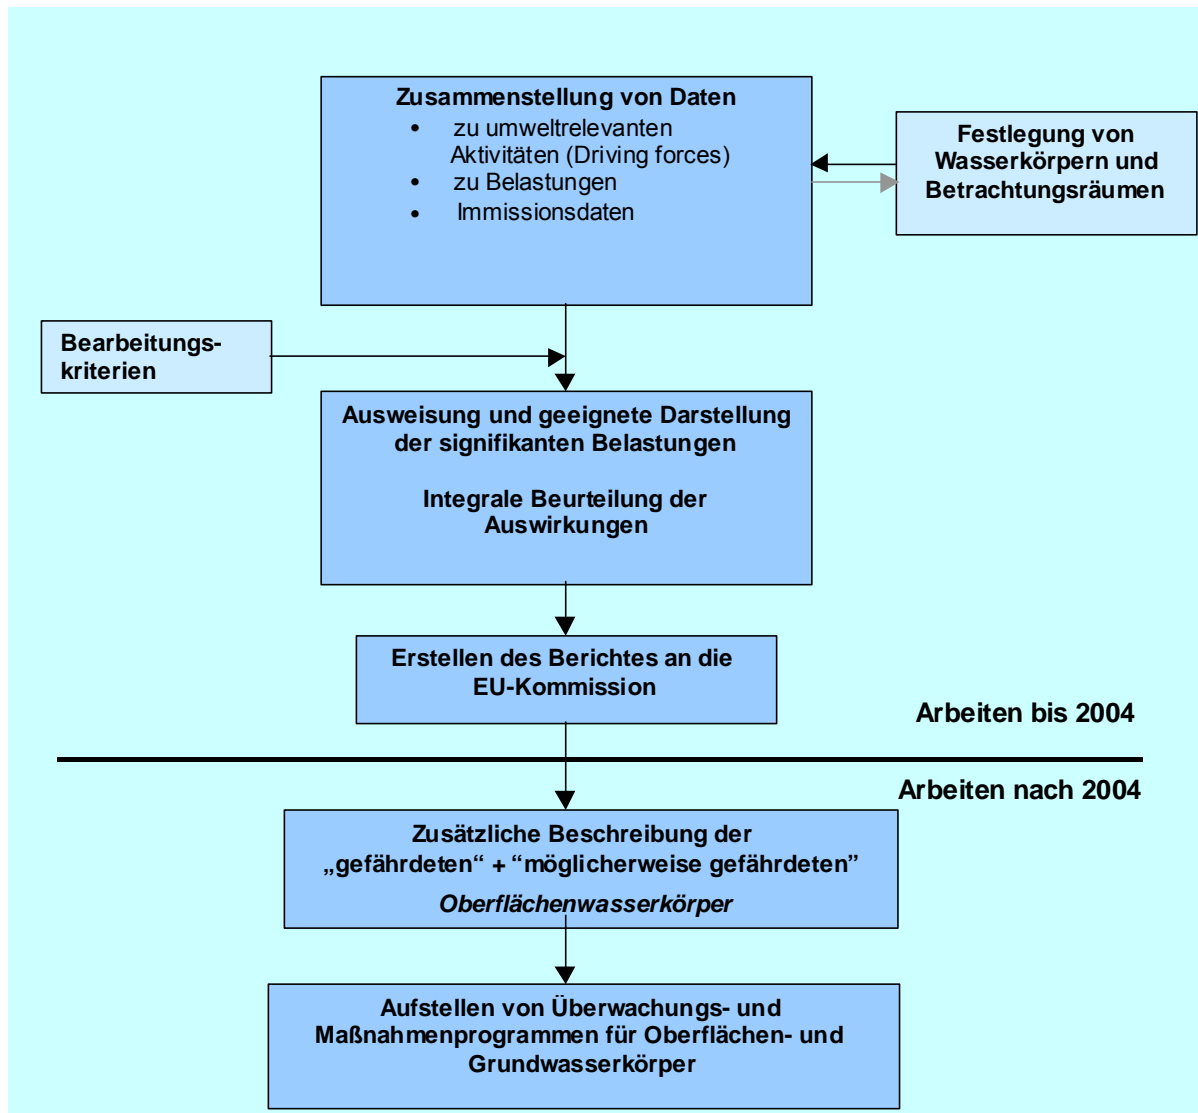 Zusammenstellung von Daten
• zu umweltrelevanten
Aktivitäten (Driving forces)
• zu Belastungen
• Immissionsdaten
Festlegung von
Wasserkörpern und
Betrachtungsräumen
Bearbeitungs-
kriterien
Ausweisung und geeignete Darstellung
der signifikanten Belastungen
Integrale Beurteilung der
Auswirkungen
Erstellen des Berichtes an die
EU-Kommission
Arbeiten bis 2004
Arbeiten nach 2004
Zusätzliche Beschreibung der
„gefährdeten“ + “möglicherweise gefährdeten”
Oberflächenwasserkörper
Aufstellen von Überwachungs- und
Maßnahmenprogrammen für Oberflächen- und
Grundwasserkörper